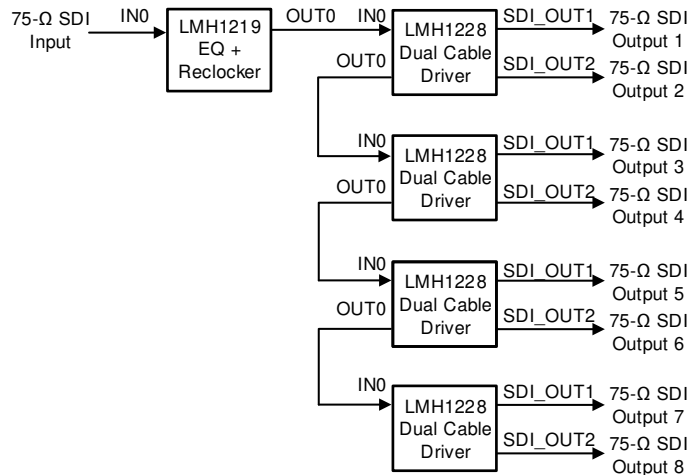 75-Ω SDI
Input
IN0
LMH1219
EQ +
Reclocker
OUT0
IN0
LMH1228
Dual Cable
Driver
SDI_OUT1
75-Ω SDI
Output 1
SDI_OUT2
75-Ω SDI
Output 2
OUT0
IN0
LMH1228
Dual Cable
Driver
SDI_OUT1
75-Ω SDI
Output 3
SDI_OUT2
75-Ω SDI
Output 4
OUT0
IN0
LMH1228
Dual Cable
Driver
SDI_OUT1
75-Ω SDI
Output 5
SDI_OUT2
75-Ω SDI
Output 6
OUT0
IN0
LMH1228
Dual Cable
Driver
SDI_OUT1
75-Ω SDI
Output 7
SDI_OUT2
75-Ω SDI
Output 8